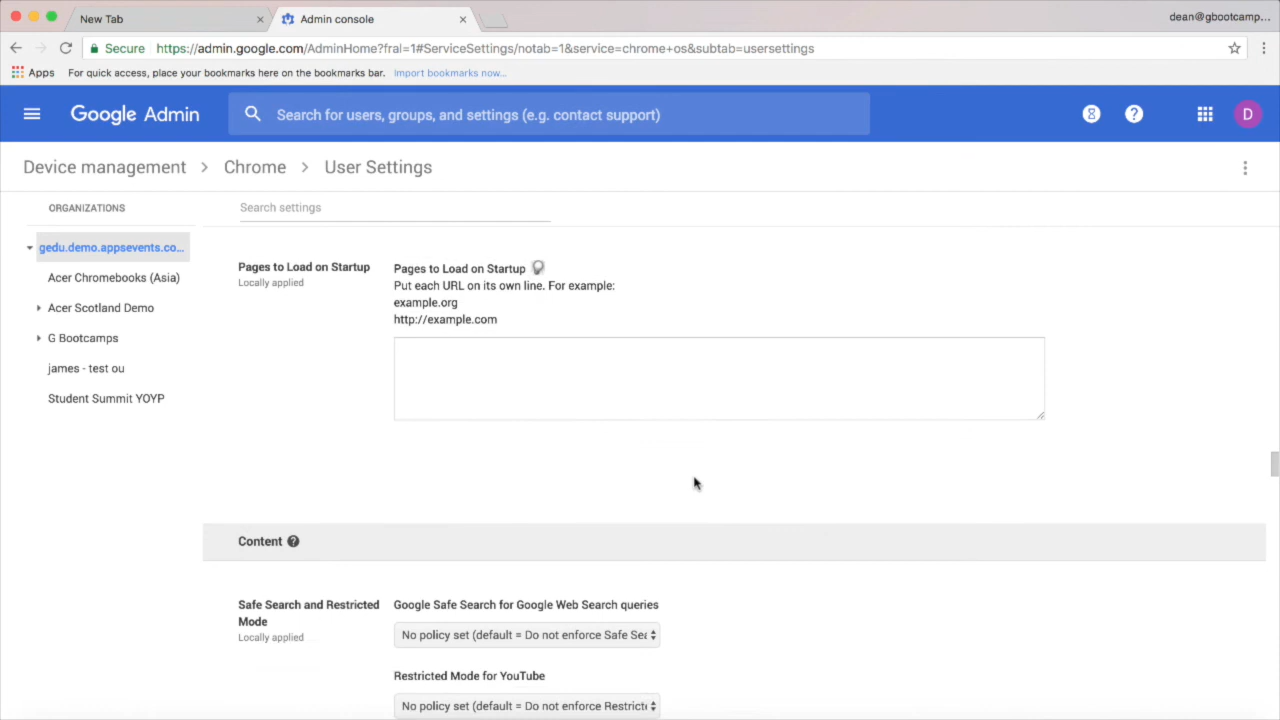 New Tab
Admin console
dean@gbootcamp...
Secure https://admin.google.com/AdminHome?fral=1#ServiceSettings/notab=1&service=chrome+os&subtab=usersettings
Apps For quick access, place your bookmarks here on the bookmarks bar. Import bookmarks now...
Google Admin
Search for users, groups, and settings (e.g. contact support)
D
Device management > Chrome > User Settings
ORGANIZATIONS
Search settings
gedu.demo.appsevents.co...
Acer Chromebooks (Asia)
Acer Scotland Demo
G Bootcamps
james - test ou
Student Summit YOYP
Pages to Load on Startup
Locally applied
Pages to Load on Startup
Put each URL on its own line. For example:
example.org
http://example.com
Content
Safe Search and Restricted
Mode
Locally applied
Google Safe Search for Google Web Search queries
No policy set (default = Do not enforce Safe Sea
Restricted Mode for YouTube
No policy set (default = Do not enforce Restricte